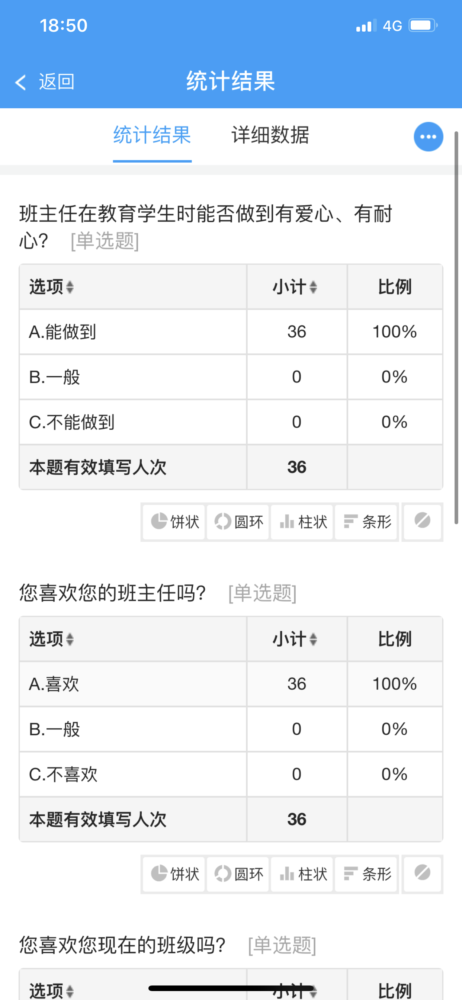 18:50 4G
返回 统计结果
统计结果 详细数据
班主任在教育学生时能否做到有爱心、有耐
心? [单选题]
选项 小计 比例
A.能做到 36 100%
B.一般 0 0%
C.不能做到 0 0%
本题有效填写人次 36
饼状 圆环 柱状 条形
您喜欢您的班主任吗? [单选题]
选项 小计 比例
A.喜欢 36 100%
B.一般 0 0%
C.不喜欢 0 0%
本题有效填写人次 36
饼状 圆环 柱状 条形
您喜欢您现在的班级吗? [单选题]
选项 小计 比例